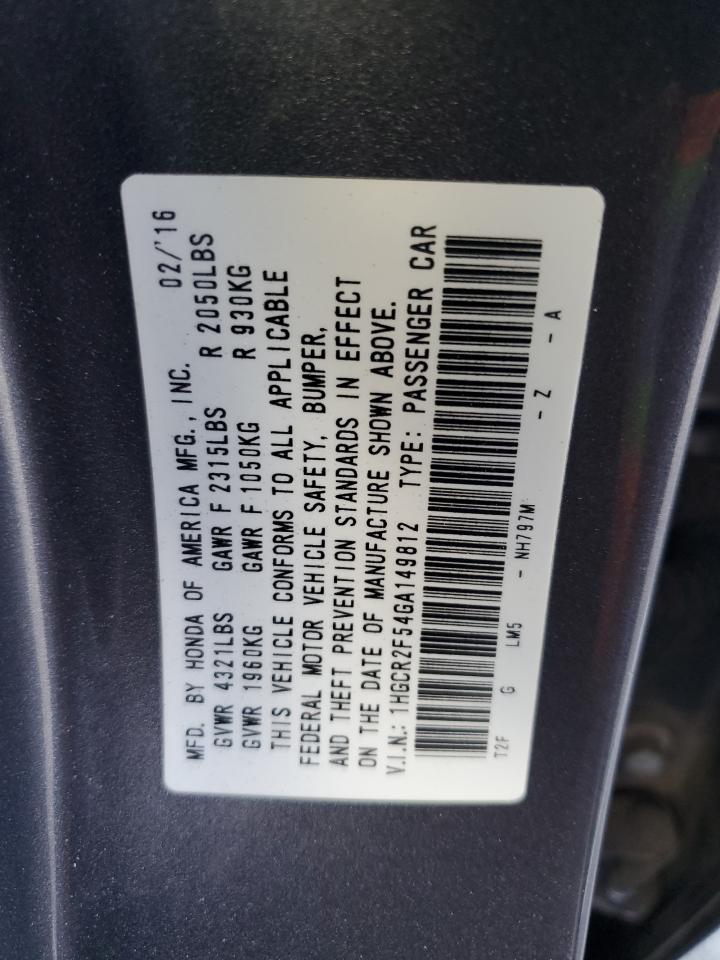 MFD. BY HONDA OF AMERICA MFG., INC. 02/'16
GVWR 4321LBS GAWR F 2315LBS R 2050LBS
GVWR 1960KG GAWR F 1050KG R 930KG
THIS VEHICLE CONFORMS TO ALL APPLICABLE
FEDERAL MOTOR VEHICLE SAFETY, BUMPER,
AND THEFT PREVENTION STANDARDS IN EFFECT
ON THE DATE OF MANUFACTURE SHOWN ABOVE.
V.I.N.: 1HGCR2F54GA149812 TYPE: PASSENGER CAR
T2F G LM5 - NH797M - Z - A